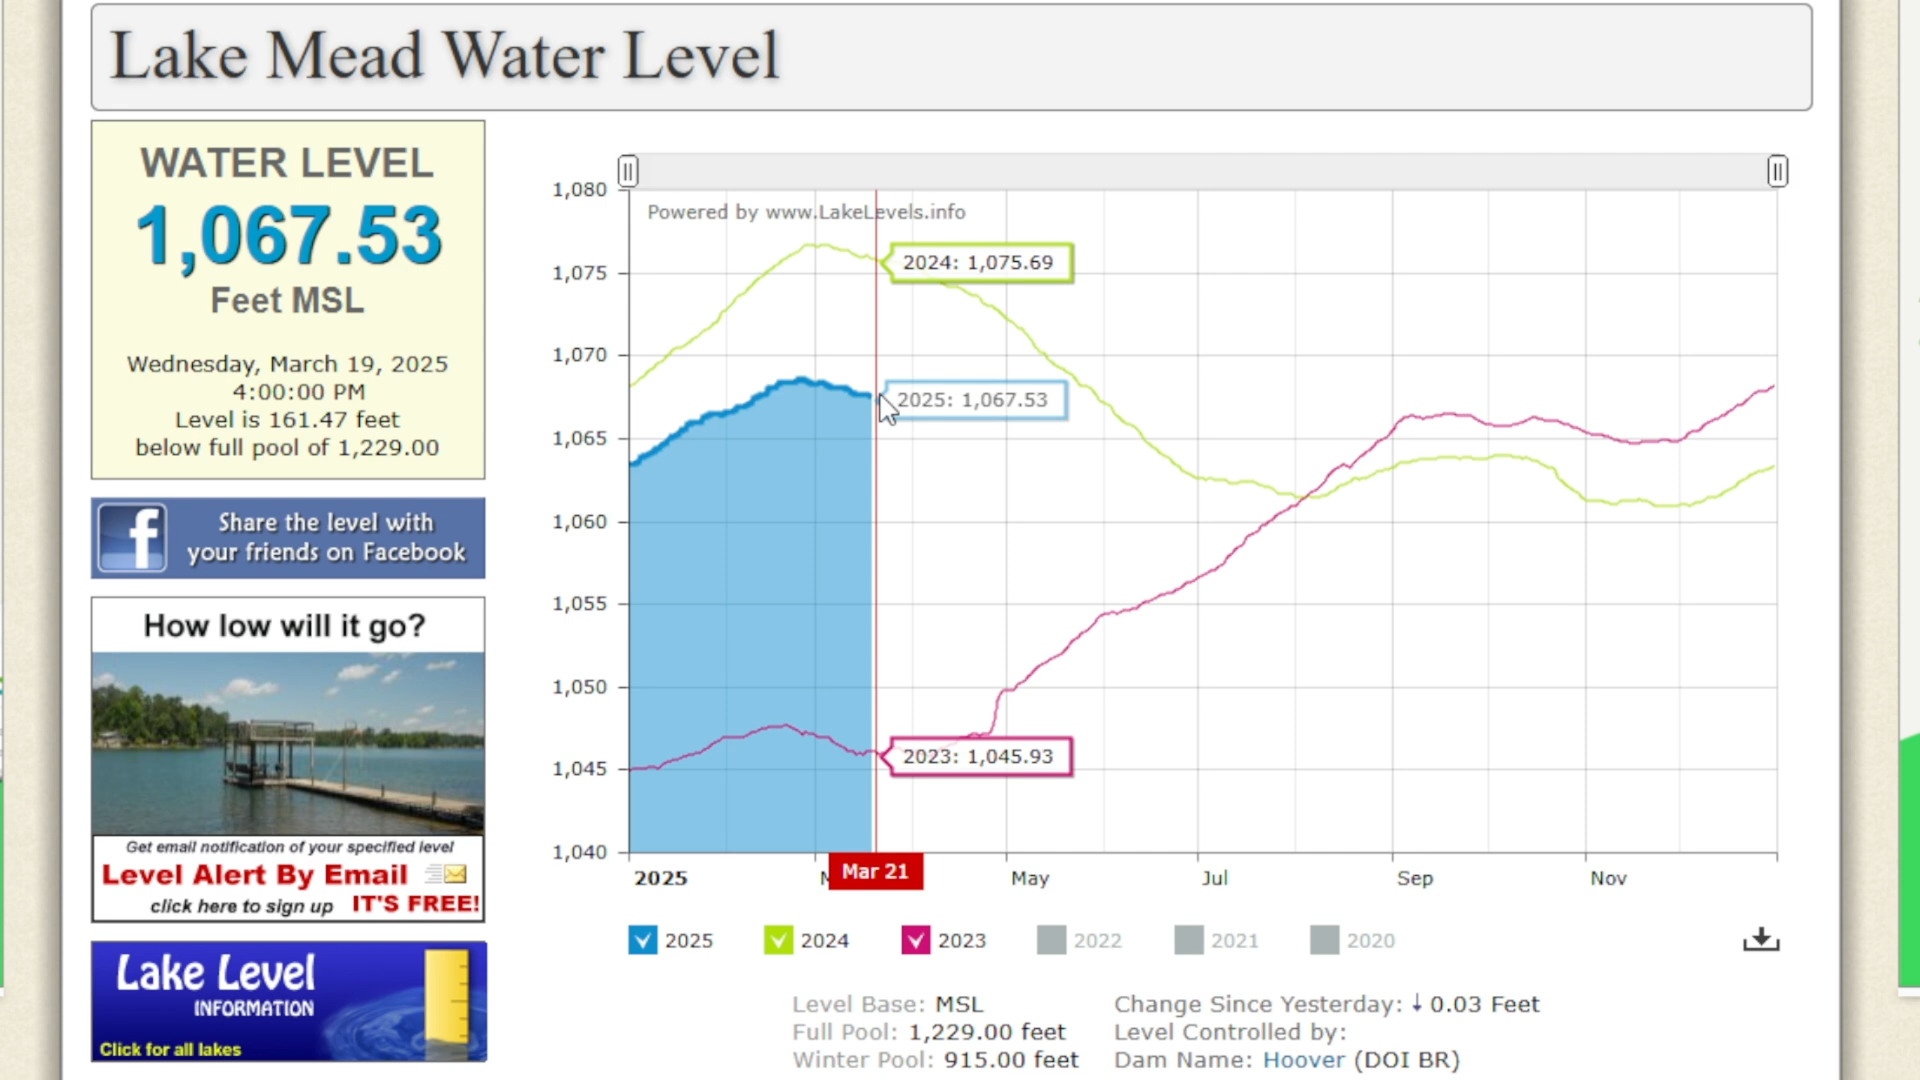 Lake Mead Water Level
WATER LEVEL
1,067.53
Feet MSL
Wednesday, March 19, 2025
4:00:00 PM
Level is 161.47 feet
below full pool of 1,229.00
f
Share the level with
your friends on Facebook
How low will it go?
Get email notification of your specified level
Level Alert By Email
click here to sign up IT'S FREE!
Lake Level
INFORMATION
Click for all lakes
Powered by www.LakeLevels.info
1,080
1,075
1,070
1,065
1,060
1,055
1,050
1,045
1,040
2024: 1,075.69
2025: 1,067.53
2023: 1,045.93
2025 Mar 21 May Jul Sep Nov
2025 2024 2023 2022 2021 2020
Level Base: MSL
Full Pool: 1,229.00 feet
Winter Pool: 915.00 feet
Change Since Yesterday: ↓ 0.03 Feet
Level Controlled by:
Dam Name: Hoover (DOI BR)